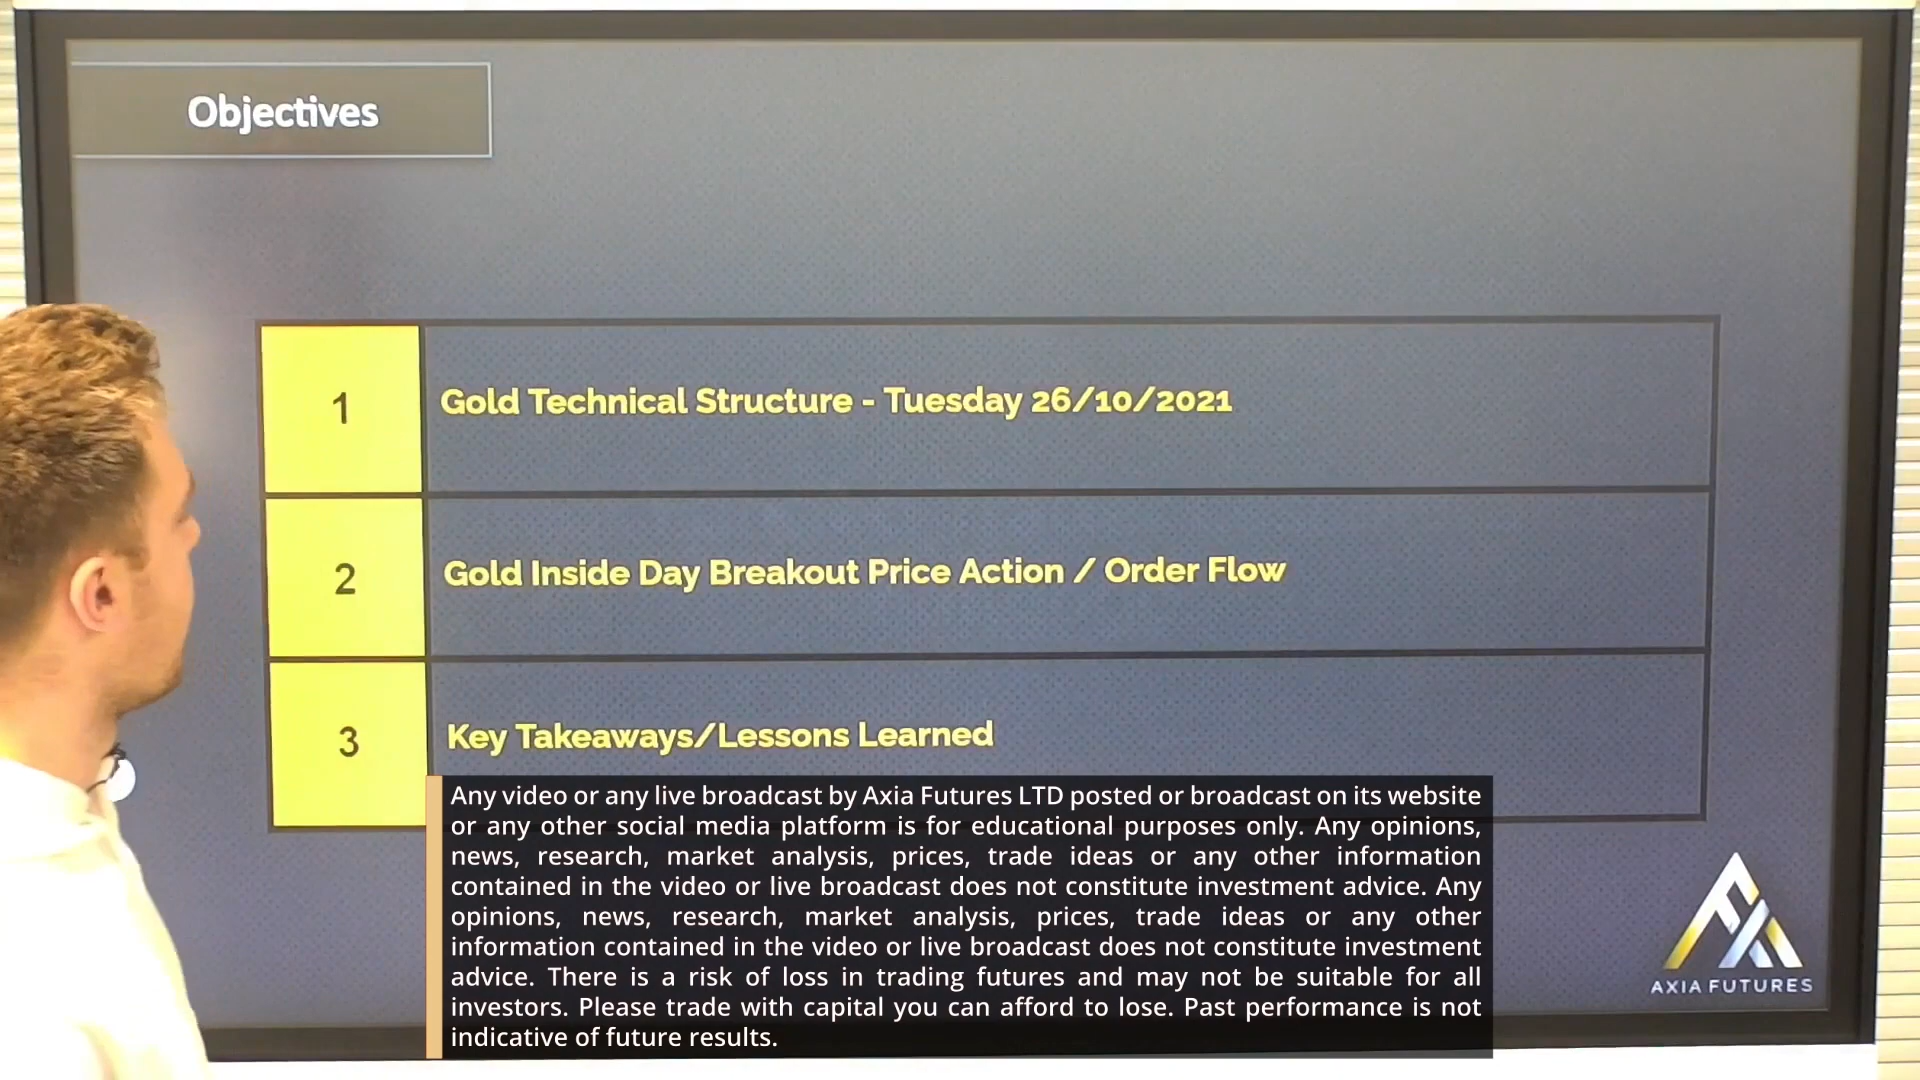 Objectives
1
Gold Technical Structure - Tuesday 26/10/2021
2
Gold Inside Day Breakout Price Action / Order Flow
3
Key Takeaways/Lessons Learned
Any video or any live broadcast by Axia Futures LTD posted or broadcast on its website
or any other social media platform is for educational purposes only. Any opinions,
news, research, market analysis, prices, trade ideas or any other information
contained in the video or live broadcast does not constitute investment advice. Any
opinions, news, research, market analysis, prices, trade ideas or any other
information contained in the video or live broadcast does not constitute investment
advice. There is a risk of loss in trading futures and may not be suitable for all
investors. Please trade with capital you can afford to lose. Past performance is not
indicative of future results.
AXIA FUTURES